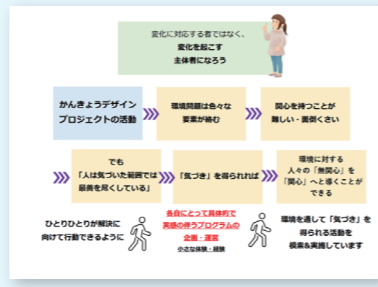 変化に対応する者ではなく、
変化を起こす
主体者になろう
かんきょうデザイン
プロジェクトの活動
環境問題は色々な
要素が絡む
関心を持つことが
難しい・面倒くさい
でも
「人は気づいた範囲では
最善を尽くしている」
「気づき」を得られれば
環境に対する
人々の「無関心」を
「関心」へと導くことが
できる
ひとりひとりが解決に
向けて行動できるように
各自にとって具体的で
実感の伴うプログラムの
企画・運営
小さな体験・経験
環境を通して「気づき」を
得られる活動を
模索&実施しています